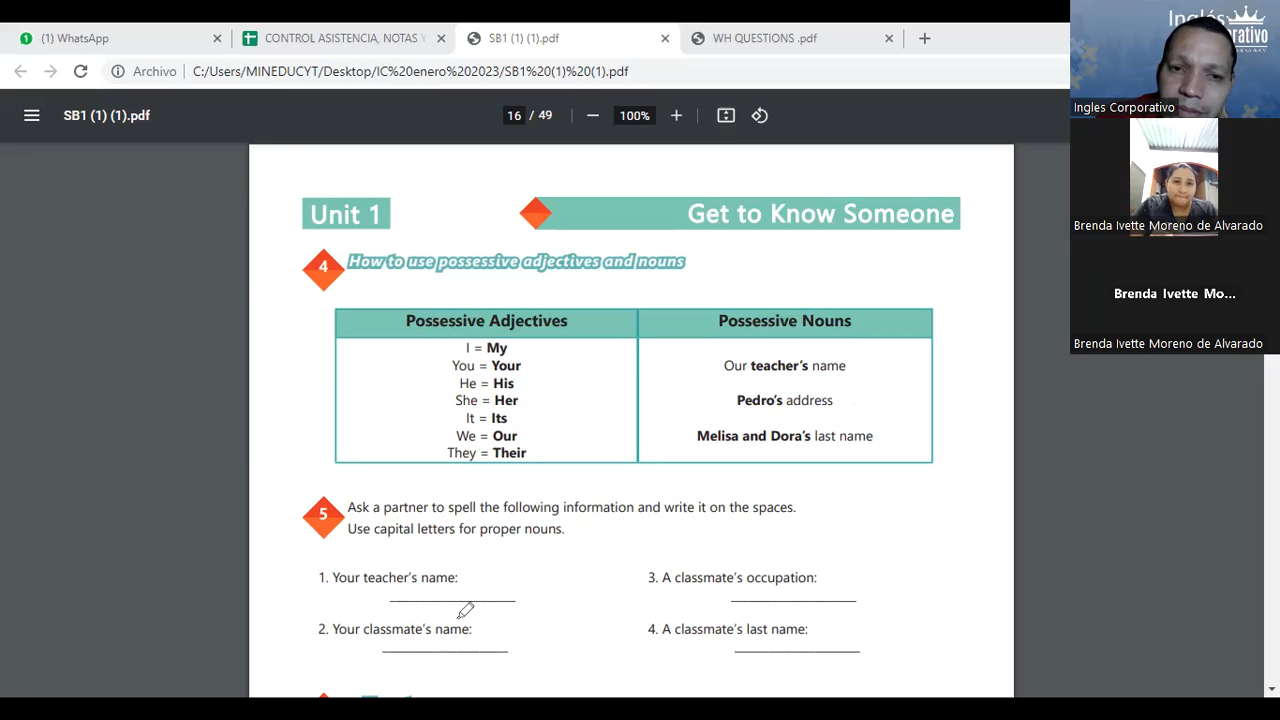 (1) WhatsApp
CONTROL ASISTENCIA, NOTAS Y
SB1 (1) (1).pdf
WH QUESTIONS .pdf
Archivo
C:/Users/MINEDUCYT/Desktop/IC%20enero%202023/SB1%20(1)%20(1).pdf
SB1 (1) (1).pdf
16 / 49
100%
Unit 1
Get to Know Someone
4
How to use possessive adjectives and nouns
Possessive Adjectives
I = My
You = Your
He = His
She = Her
It = Its
We = Our
They = Their
Possessive Nouns
Our teacher's name
Pedro's address
Melisa and Dora's last name
5
Ask a partner to spell the following information and write it on the spaces.
Use capital letters for proper nouns.
1. Your teacher's name:
2. Your classmate's name:
3. A classmate's occupation:
4. A classmate's last name:
Ingles Corporativo
Brenda Ivette Moreno de Alvarado
Brenda Ivette Mo...
Brenda Ivette Moreno de Alvarado